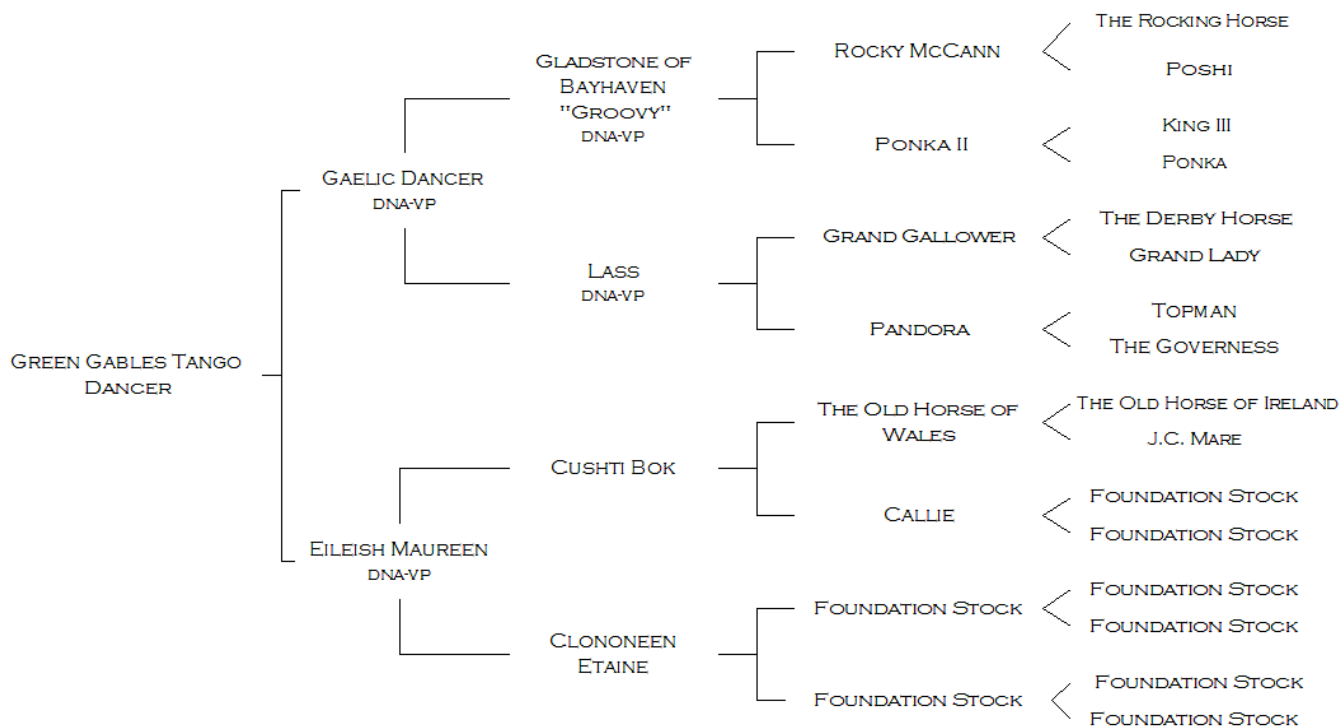 The Rocking Horse
Gladstone of
Bayhaven
"Groovy"
DNA-VP
Rocky McCann
Poshi
King III
Ponka II
Ponka
Gaelic Dancer
DNA-VP
The Derby Horse
Grand Gallower
Grand Lady
Lass
DNA-VP
Topman
Pandora
The Governess
Green Gables Tango
Dancer
The Old Horse of
Wales
The Old Horse of Ireland
J.C. Mare
Cushti Bok
Foundation Stock
Callie
Foundation Stock
Eileish Maureen
DNA-VP
Foundation Stock
Foundation Stock
Foundation Stock
Clononeen
Etaine
Foundation Stock
Foundation Stock
Foundation Stock